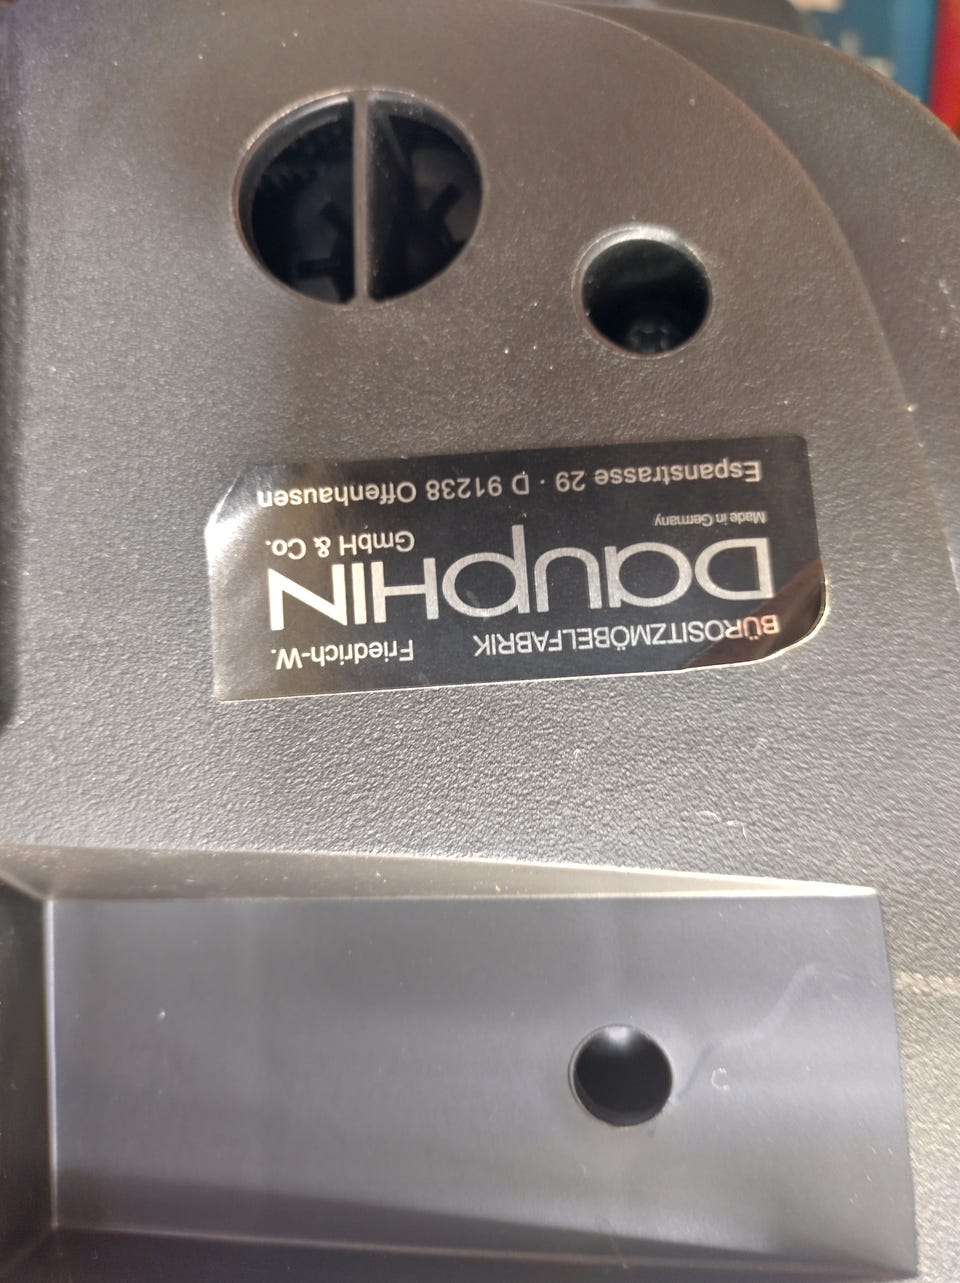 BÜROSITZMÖBELFABRIK Friedrich-W.
DAUPHIN GmbH & Co.
Made in Germany
Espanstrasse 29 · D 91238 Offenhausen
C